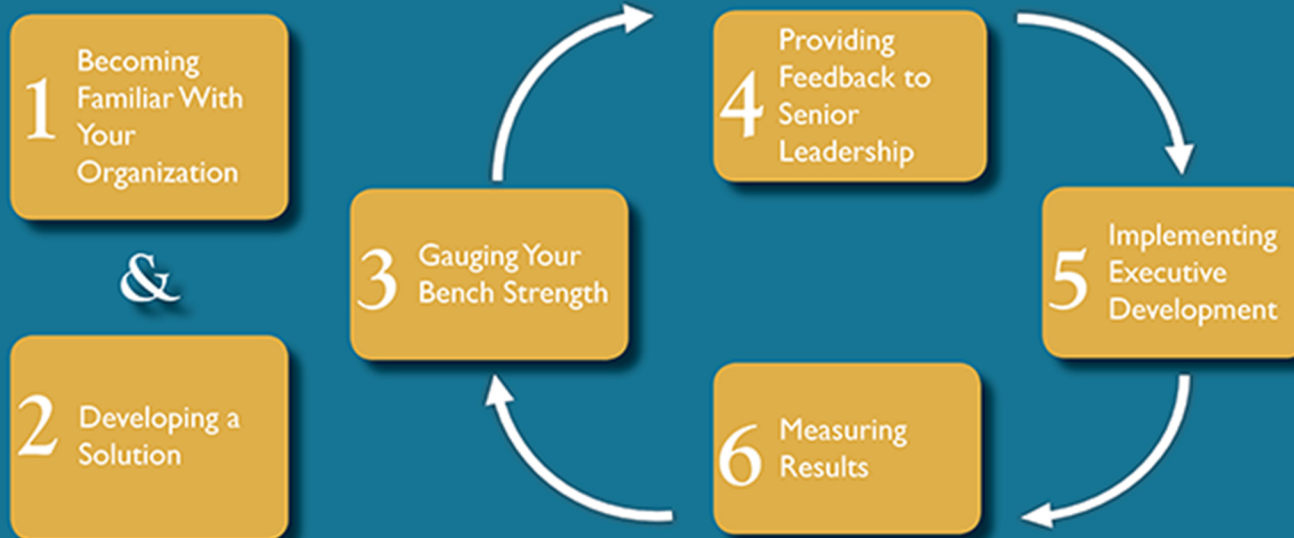 1
Becoming
Familiar With
Your
Organization
&
2
Developing a
Solution
3
Gauging Your
Bench Strength
4
Providing
Feedback to
Senior
Leadership
5
Implementing
Executive
Development
6
Measuring
Results